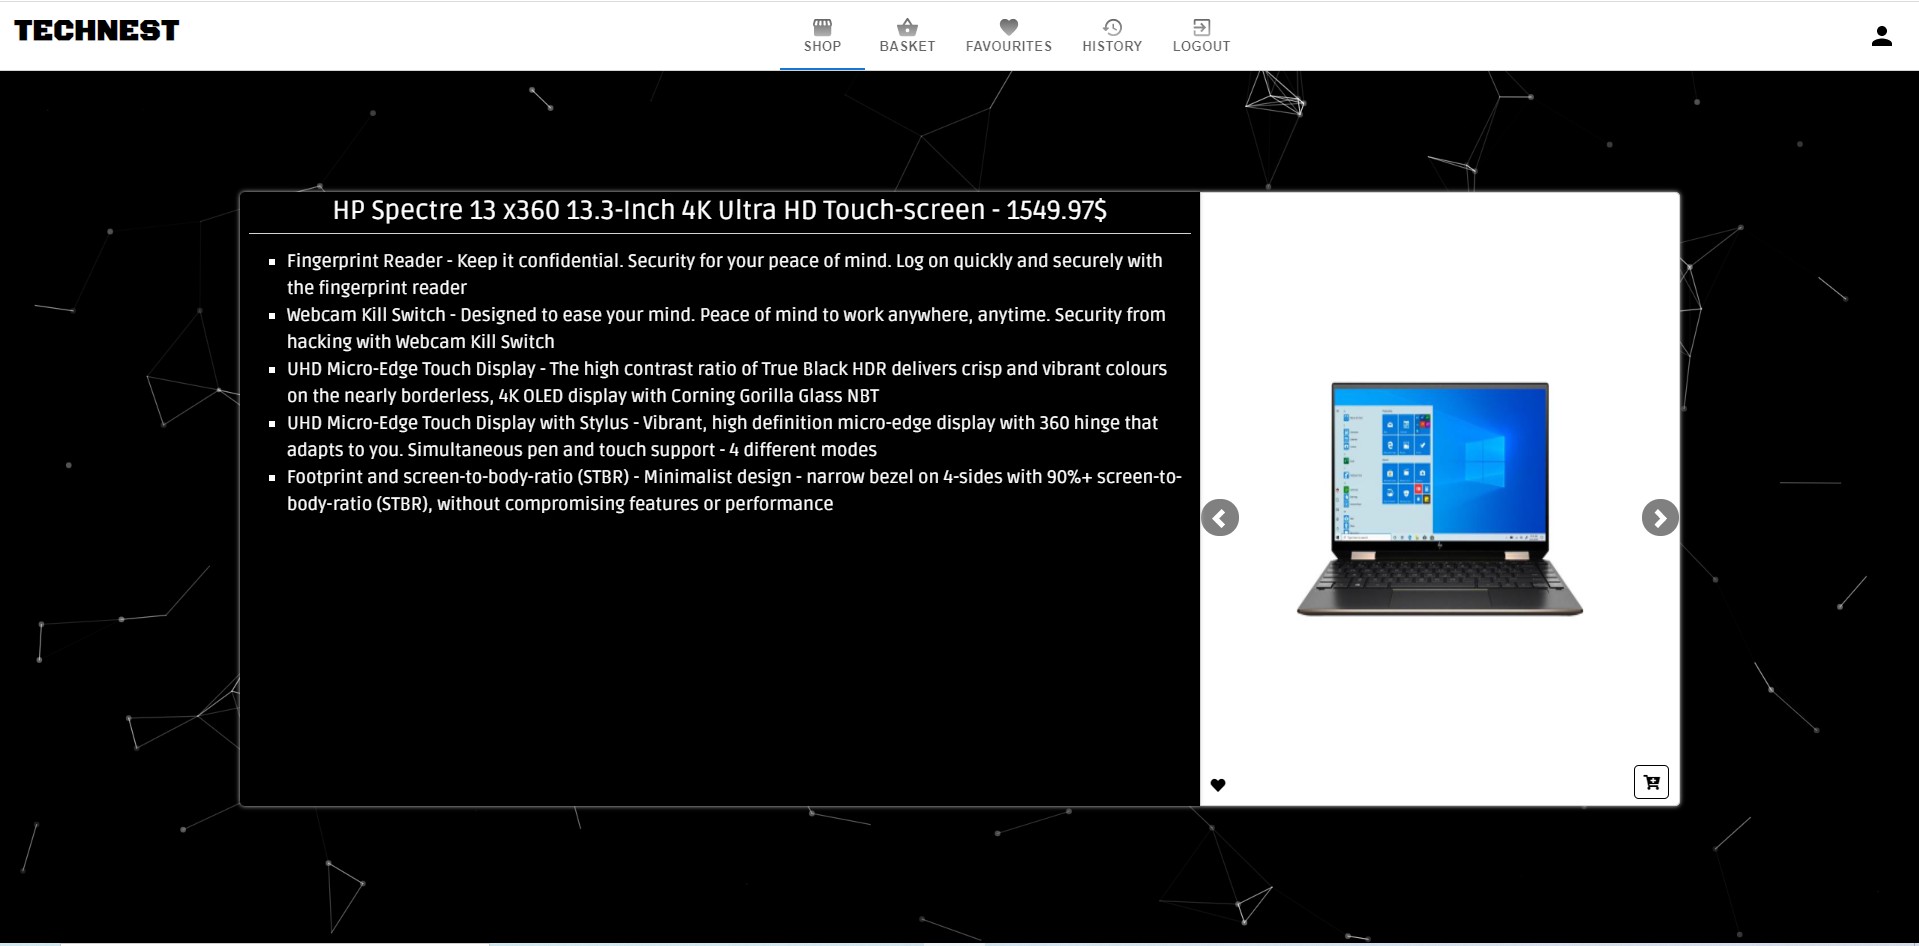 TECHNEST
SHOP
BASKET
FAVOURITES
HISTORY
LOGOUT
HP Spectre 13 x360 13.3-Inch 4K Ultra HD Touch-screen - 1549.97$
Fingerprint Reader - Keep it confidential. Security for your peace of mind. Log on quickly and securely with
the fingerprint reader
Webcam Kill Switch - Designed to ease your mind. Peace of mind to work anywhere, anytime. Security from
hacking with Webcam Kill Switch
UHD Micro-Edge Touch Display - The high contrast ratio of True Black HDR delivers crisp and vibrant colours
on the nearly borderless, 4K OLED display with Corning Gorilla Glass NBT
UHD Micro-Edge Touch Display with Stylus - Vibrant, high definition micro-edge display with 360 hinge that
adapts to you. Simultaneous pen and touch support - 4 different modes
Footprint and screen-to-body-ratio (STBR) - Minimalist design - narrow bezel on 4-sides with 90%+ screen-to-
body-ratio (STBR), without compromising features or performance